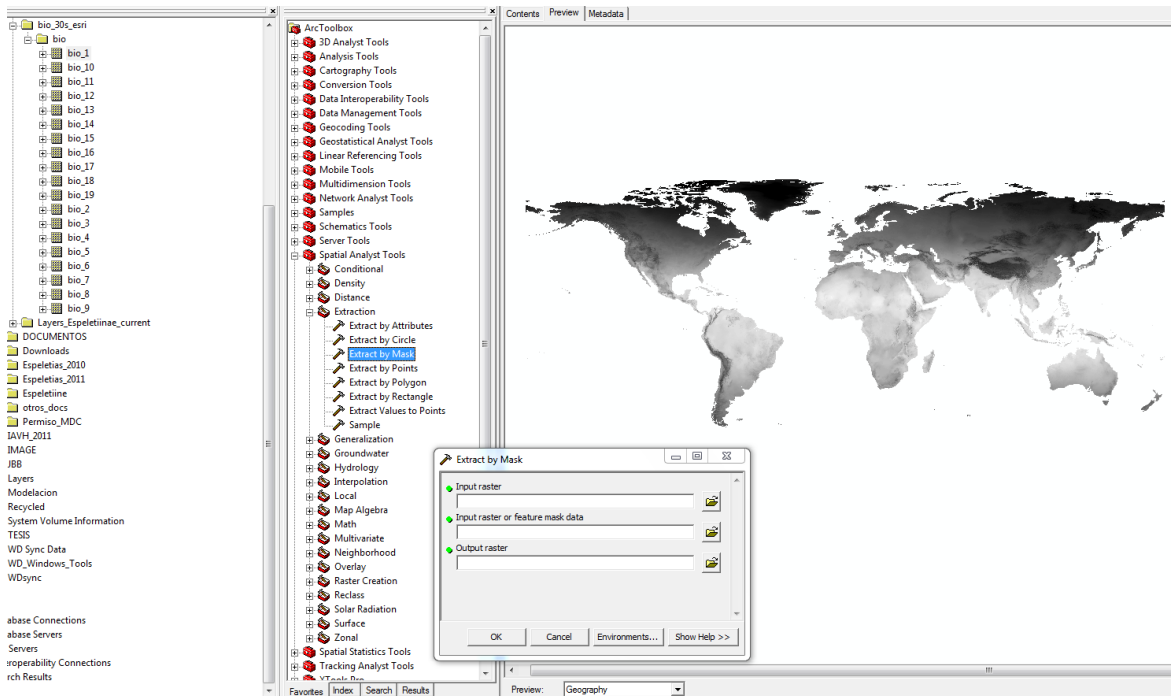 bio_30s_esri
bio
bio_1
bio_10
bio_11
bio_12
bio_13
bio_14
bio_15
bio_16
bio_17
bio_18
bio_19
bio_2
bio_3
bio_4
bio_5
bio_6
bio_7
bio_8
bio_9
Layers_Espeletiinae_current
DOCUMENTOS
Downloads
Espeletias_2010
Espeletias_2011
Espeletiine
otros_docs
Permiso_MDC
IAVH_2011
IMAGE
JBB
Layers
Modelacion
Recycled
System Volume Information
TESIS
WD Sync Data
WD_Windows_Tools
WDsync
abase Connections
abase Servers
Servers
eroperability Connections
rch Results
ArcToolbox
3D Analyst Tools
Analysis Tools
Cartography Tools
Conversion Tools
Data Interoperability Tools
Data Management Tools
Geocoding Tools
Geostatistical Analyst Tools
Linear Referencing Tools
Mobile Tools
Multidimension Tools
Network Analyst Tools
Samples
Schematics Tools
Server Tools
Spatial Analyst Tools
Conditional
Density
Distance
Extraction
Extract by Attributes
Extract by Circle
Extract by Mask
Extract by Points
Extract by Polygon
Extract by Rectangle
Extract Values to Points
Sample
Generalization
Groundwater
Hydrology
Interpolation
Local
Map Algebra
Math
Multivariate
Neighborhood
Overlay
Raster Creation
Reclass
Solar Radiation
Surface
Zonal
Spatial Statistics Tools
Tracking Analyst Tools
XTools Pro
Favorites Index Search Results
Contents Preview Metadata
Extract by Mask
Input raster
Input raster or feature mask data
Output raster
OK Cancel Environments... Show Help >>
Preview: Geography